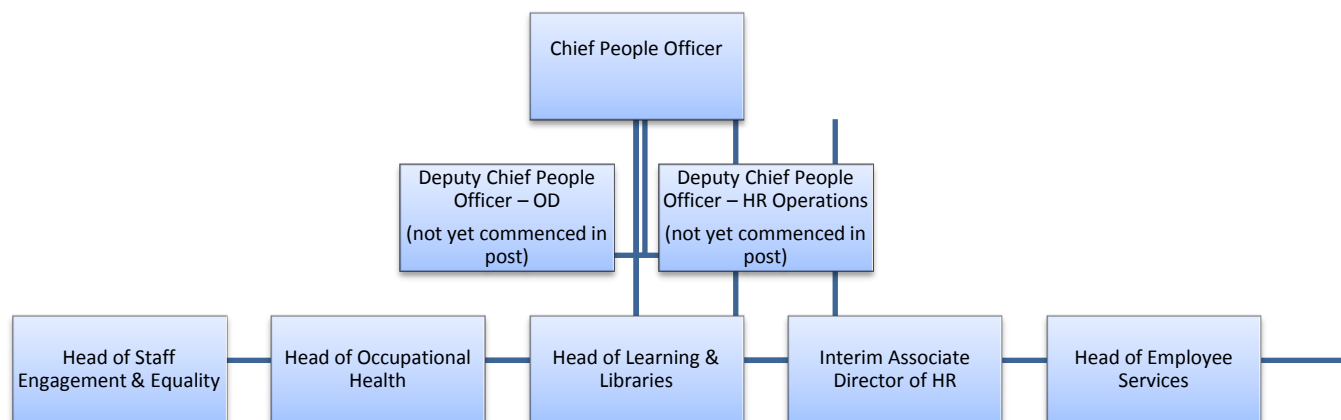 Chief People Officer
Deputy Chief People
Officer – OD
(not yet commenced in
post)
Deputy Chief People
Officer – HR Operations
(not yet commenced in
post)
Head of Staff
Engagement & Equality
Head of Occupational
Health
Head of Learning &
Libraries
Interim Associate
Director of HR
Head of Employee
Services